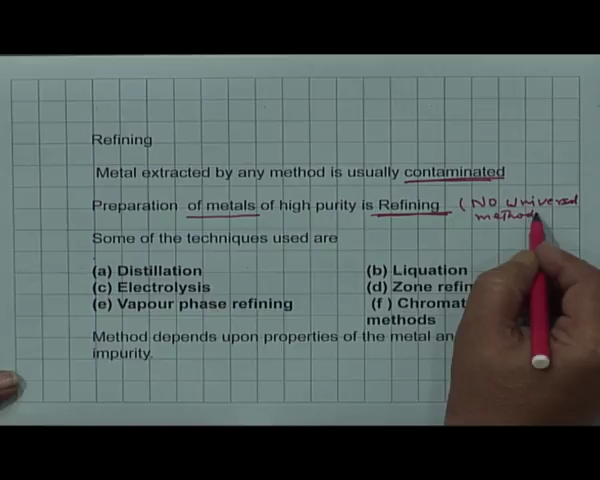 Refining
Metal extracted by any method is usually contaminated
Preparation of metals of high purity is Refining (NO universal
method
Some of the techniques used are
(a) Distillation (b) Liquation
(c) Electrolysis (d) Zone
(e) Vapour phase refining (f )
methods
Method depends upon properties of the metal
impurity.